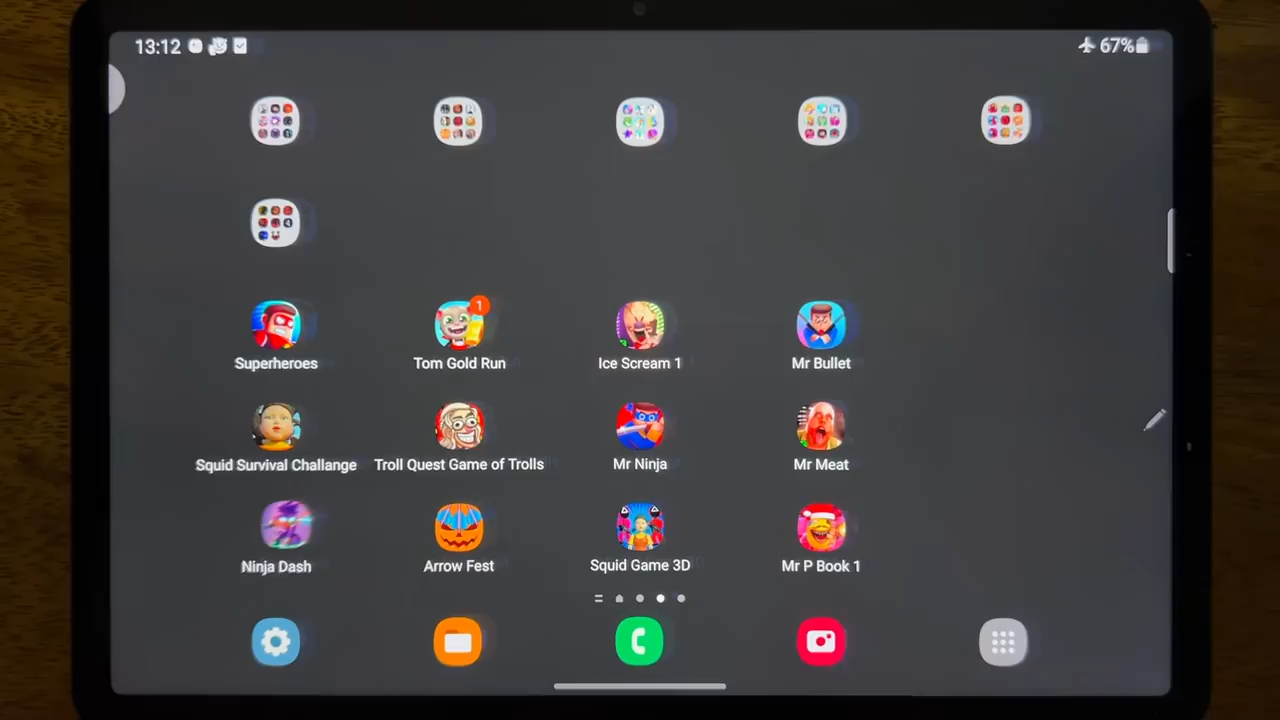 13:12
67%
1
Superheroes
Tom Gold Run
Ice Scream 1
Mr Bullet
Squid Survival Challange
Troll Quest Game of Trolls
Mr Ninja
Mr Meat
Ninja Dash
Arrow Fest
Squid Game 3D
Mr P Book 1